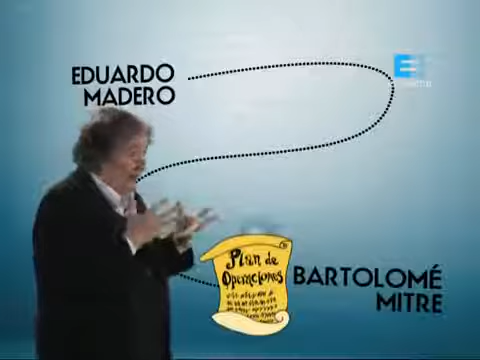 EDUARDO
MADERO
Plan de
Operaciones
BARTOLOMÉ
MITRE